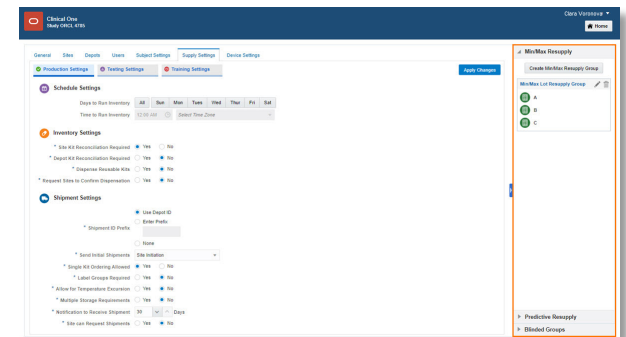 Clinical One
Study ORCL 4785
Clara Voronova
Home
General Sites Depots Users Subject Settings Supply Settings Device Settings
Production Settings Testing Settings Training Settings Apply Changes
Schedule Settings
Days to Run Inventory All Sun Mon Tues Wed Thur Fri Sat
Time to Run Inventory 12:00 AM Select Time Zone
Inventory Settings
* Site Kit Reconciliation Required Yes No
* Depot Kit Reconciliation Required Yes No
* Dispense Reusable Kits Yes No
* Request Sites to Confirm Dispensation Yes No
Shipment Settings
* Shipment ID Prefix Use Depot ID
Enter Prefix
None
* Send Initial Shipments Site Initiation
* Single Kit Ordering Allowed Yes No
* Label Groups Required Yes No
* Allow for Temperature Excursion Yes No
* Multiple Storage Requirements Yes No
* Notification to Receive Shipment 30 Days
* Site can Request Shipments Yes No
Min/Max Resupply
Create Min/Max Resupply Group
Min/Max Lot Resupply Group
A
B
C
Predictive Resupply
Blinded Groups